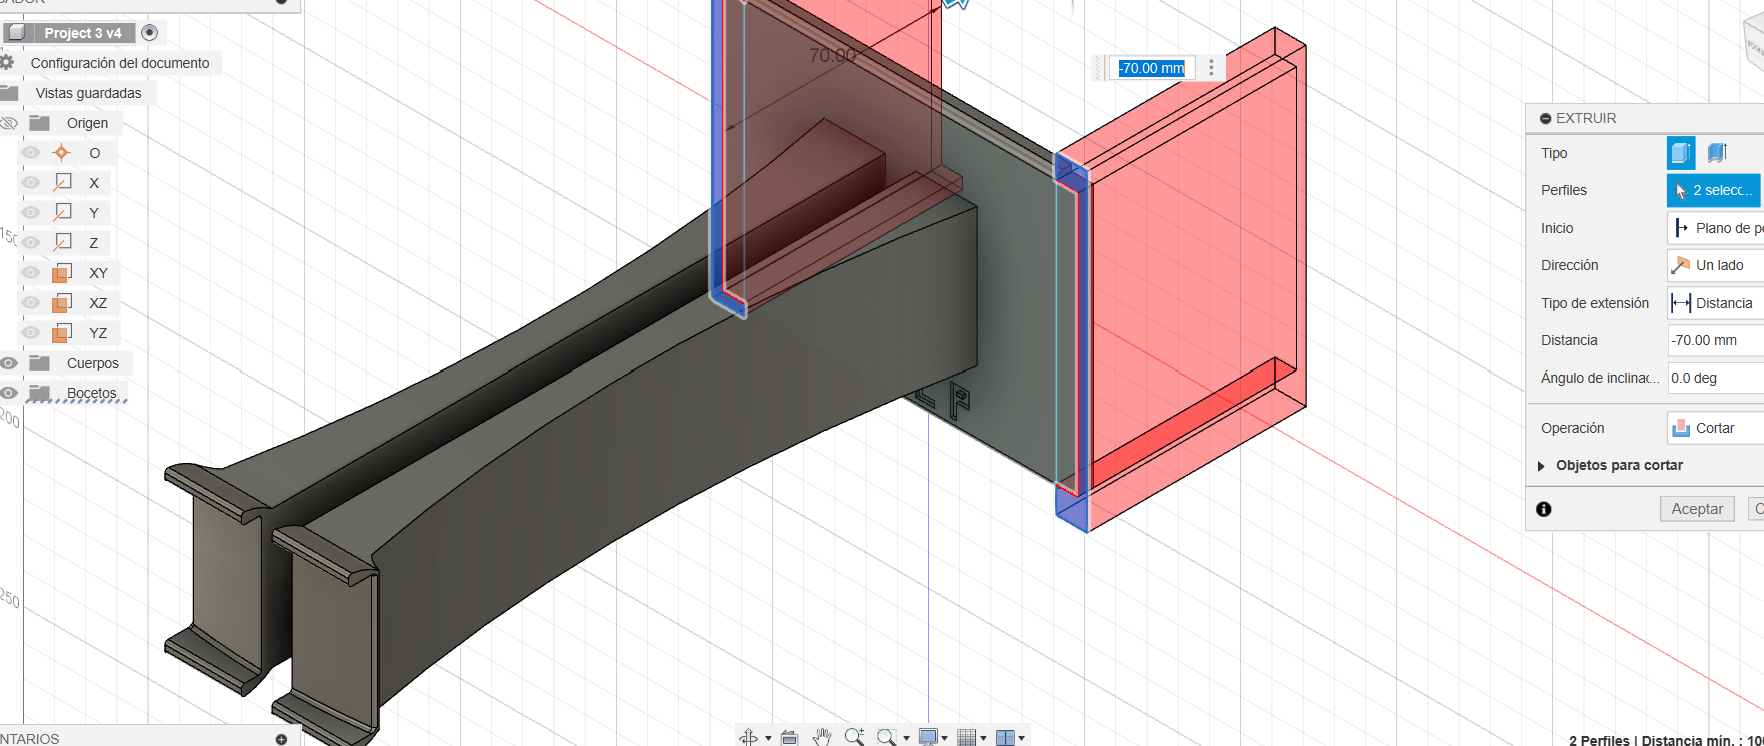 Project 3 v4
Configuración del documento
Vistas guardadas
Origen
O
X
Y
Z
XY
XZ
YZ
Cuerpos
Bocetos
200
250
70.00
-70.00 mm
L P
EXTRUIR
Tipo
Perfiles
2 selecc...
Inicio
Plano de pe
Dirección
Un lado
Tipo de extensión
Distancia
Distancia
-70.00 mm
Ángulo de inclinac...
0.0 deg
Operación
Cortar
Objetos para cortar
Aceptar
NTARIOS
2 Perfiles | Distancia mín. : 10